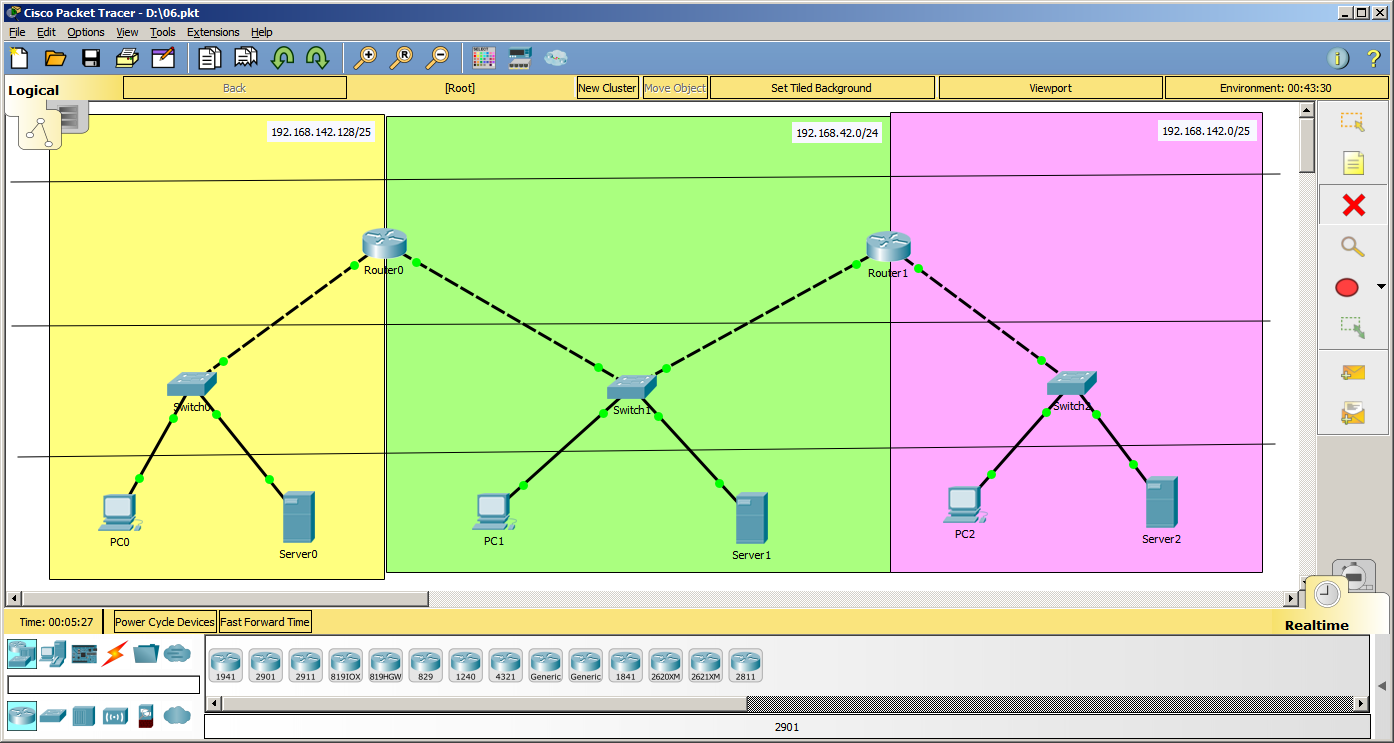 Cisco Packet Tracer - D:\06.pkt
File Edit Options View Tools Extensions Help
Logical Back [Root] New Cluster Move Object Set Tiled Background Viewport Environment: 00:43:30
192.168.142.128/25 192.168.42.0/24 192.168.142.0/25
Router0 Router1
Switch0 Switch1 Switch2
PC0 Server0 PC1 Server1 PC2 Server2
Time: 00:05:27 Power Cycle Devices Fast Forward Time Realtime
1941 2901 2911 819IOX 819HGW 829 1240 4321 Generic Generic 1841 2620XM 2621XM 2811
2901